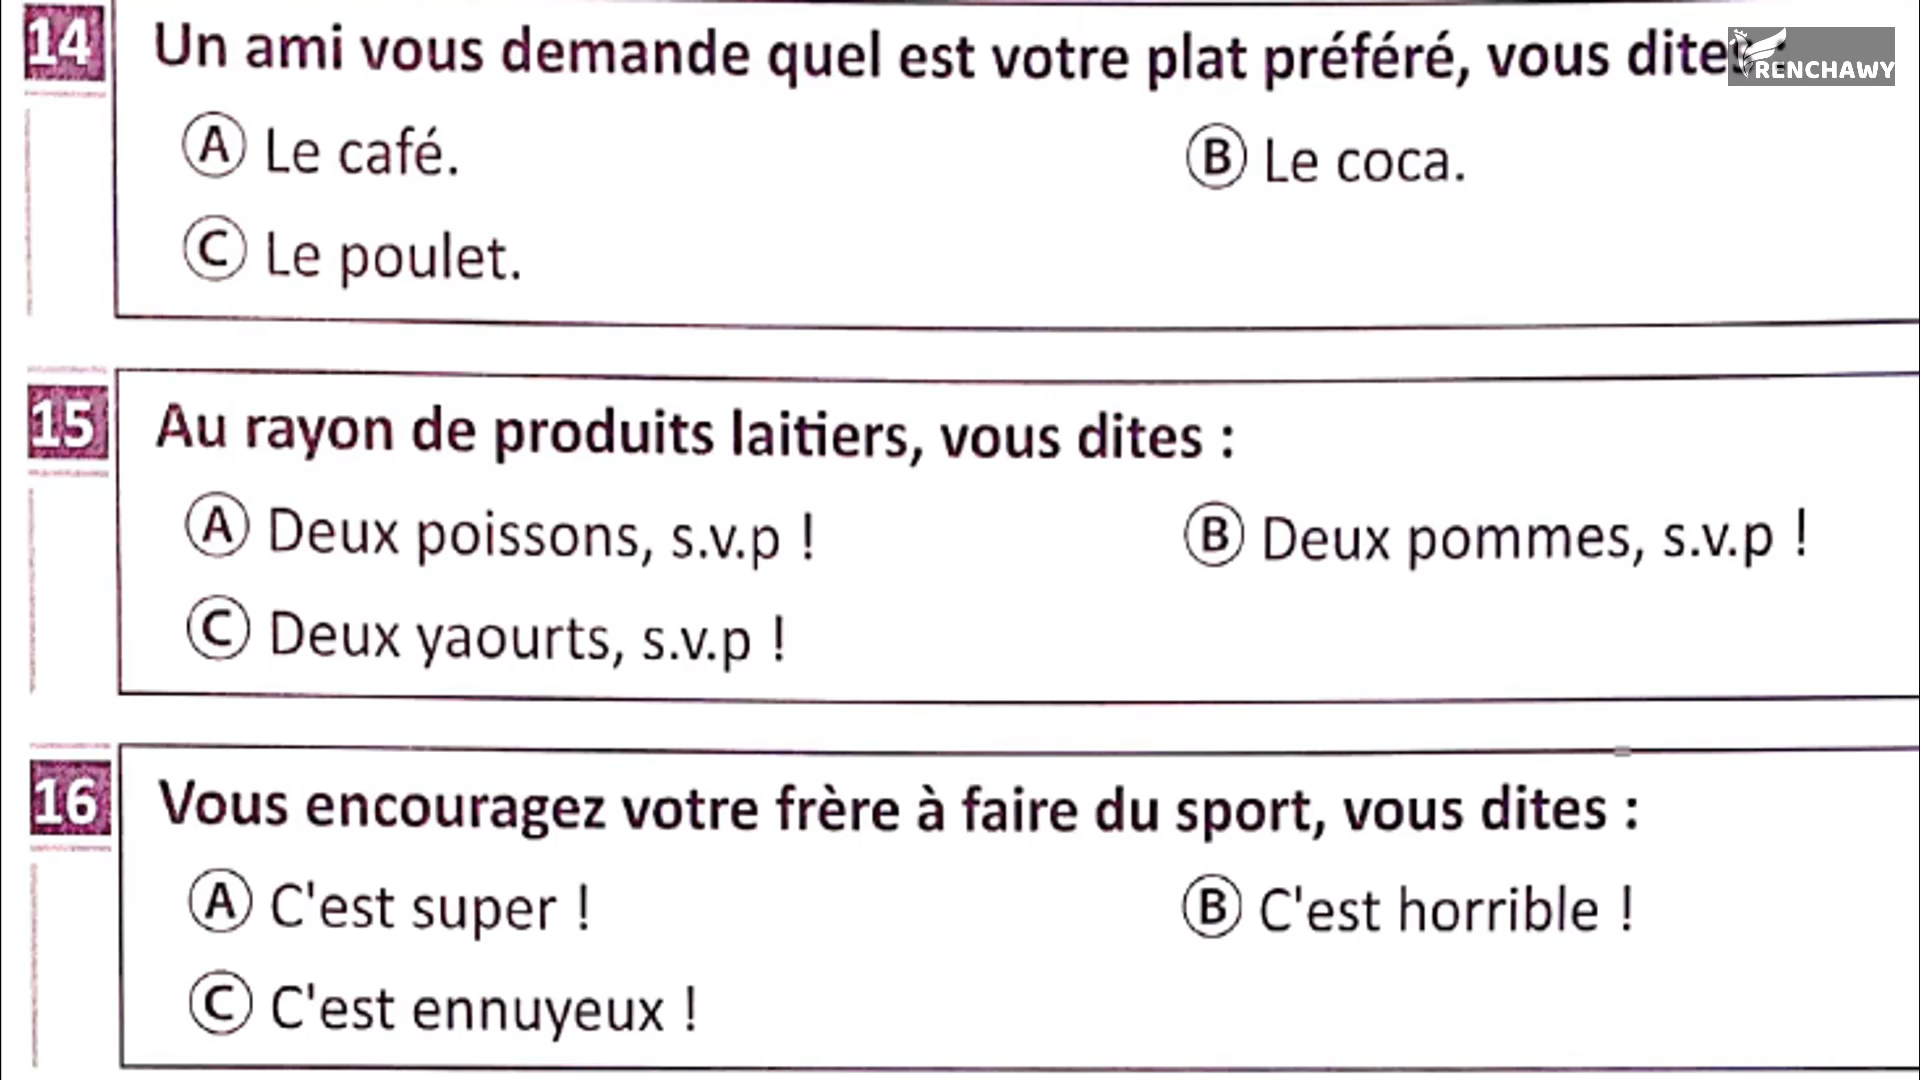 14 Un ami vous demande quel est votre plat préféré, vous dites :
RENCHAWY
A Le café.
B Le coca.
C Le poulet.
15 Au rayon de produits laitiers, vous dites :
A Deux poissons, s.v.p !
B Deux pommes, s.v.p !
C Deux yaourts, s.v.p !
16 Vous encouragez votre frère à faire du sport, vous dites :
A C'est super !
B C'est horrible !
C C'est ennuyeux !